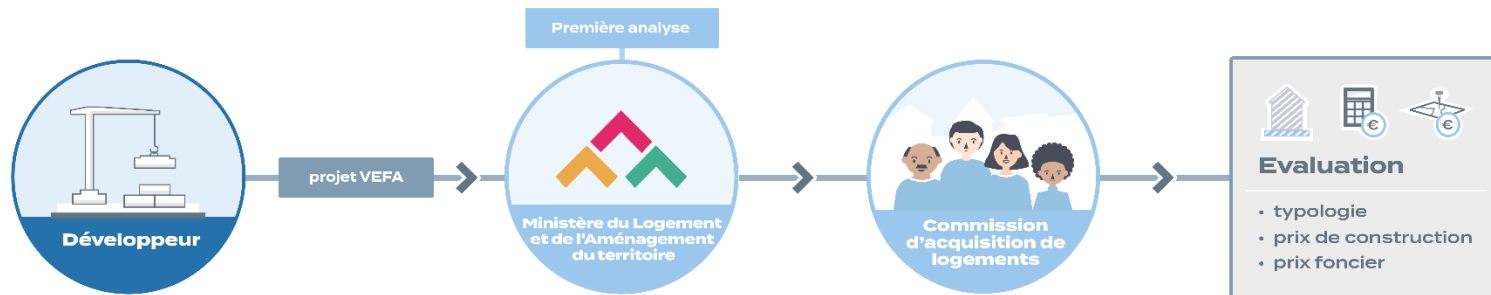 Première analyse
Développeur
projet VEFA
Ministère du Logement
et de l'Aménagement
du territoire
Commission
d'acquisition de
logements
€
€
Evaluation
• typologie
• prix de construction
• prix foncier